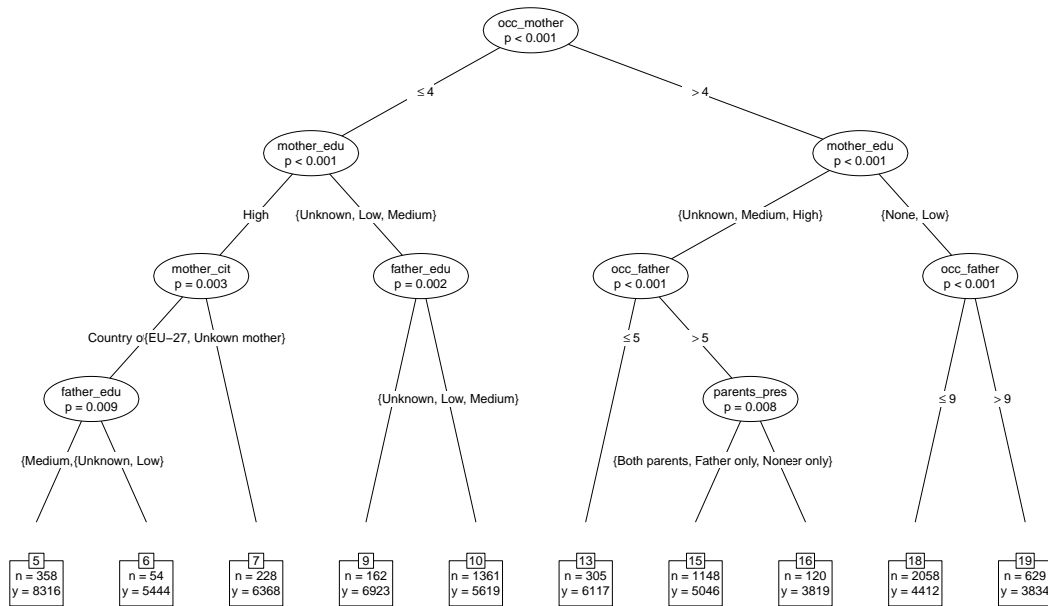 occ_mother
p < 0.001
≤ 4
> 4
mother_edu
p < 0.001
mother_edu
p < 0.001
High
{Unknown, Low, Medium}
{Unknown, Medium, High}
{None, Low}
mother_cit
p = 0.003
father_edu
p = 0.002
occ_father
p < 0.001
occ_father
p < 0.001
Country o
{EU−27, Unkown mother}
≤ 5
> 5
father_edu
p = 0.009
{Unknown, Low, Medium}
parents_pres
p = 0.008
≤ 9
> 9
{Medium,
{Unknown, Low}
{Both parents, Father only, None
er only}
5
n = 358
y = 8316
6
n = 54
y = 5444
7
n = 228
y = 6368
9
n = 162
y = 6923
10
n = 1361
y = 5619
13
n = 305
y = 6117
15
n = 1148
y = 5046
16
n = 120
y = 3819
18
n = 2058
y = 4412
19
n = 629
y = 3834